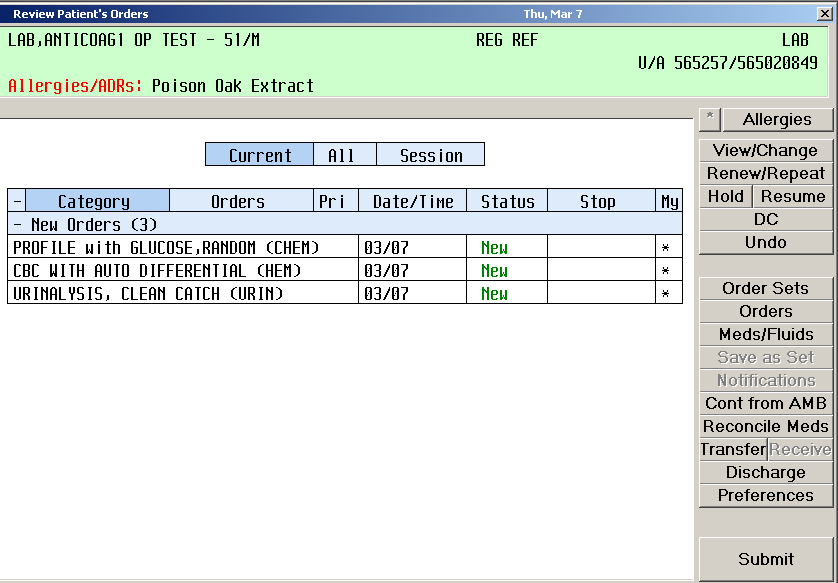 Review Patient's Orders Thu, Mar 7
LAB,ANTICOAG1 OP TEST - 51/M REG REF LAB
U/A 565257/565020849
Allergies/ADRs: Poison Oak Extract
* Allergies
Current All Session
- Category Orders Pri Date/Time Status Stop My
- New Orders (3)
PROFILE with GLUCOSE,RANDOM (CHEM) 03/07 New *
CBC WITH AUTO DIFFERENTIAL (HEM) 03/07 New *
URINALYSIS, CLEAN CATCH (URIN) 03/07 New *
View/Change
Renew/Repeat
Hold Resume
DC
Undo
Order Sets
Orders
Meds/Fluids
Save as Set
Notifications
Cont from AMB
Reconcile Meds
Transfer Receive
Discharge
Preferences
Submit